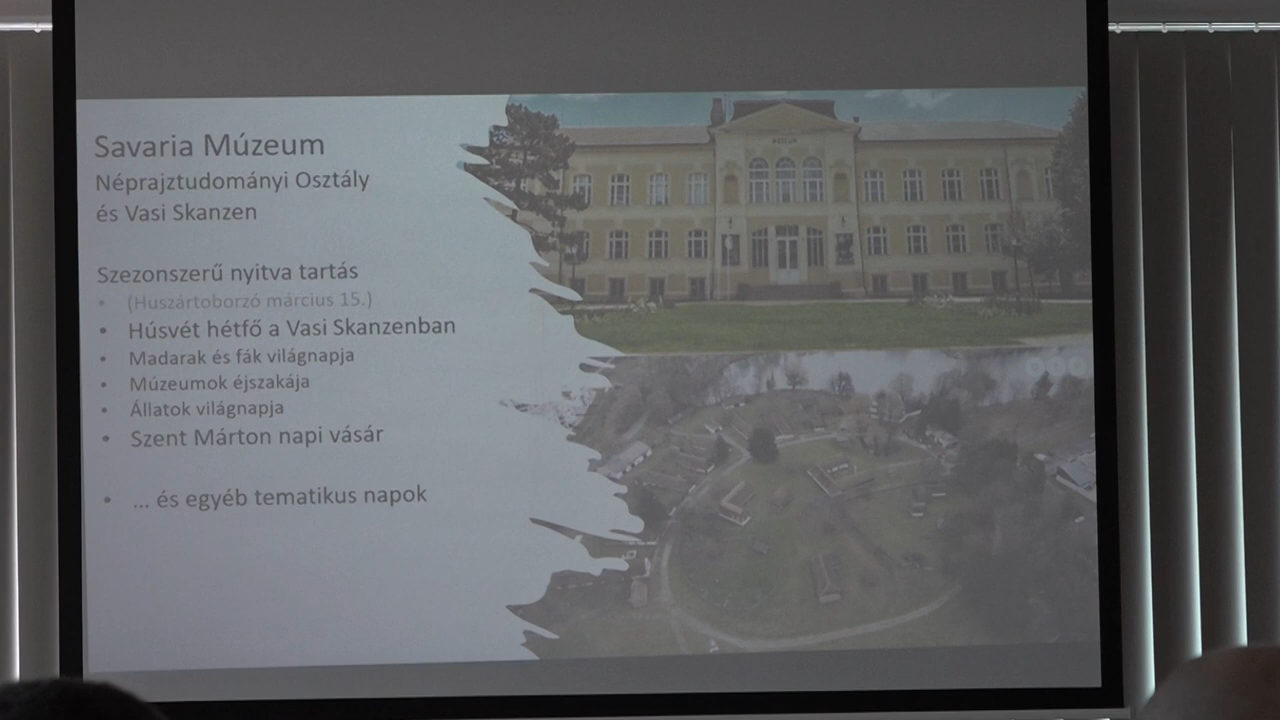 Savaria Múzeum
Néprajztudományi Osztály
és Vasi Skanzen
Szezonszerű nyitva tartás
• (Huszártoborzó március 15.)
• Húsvét hétfő a Vasi Skanzenban
• Madarak és fák világnapja
• Múzeumok éjszakája
• Állatok világnapja
• Szent Márton napi vásár
• ... és egyéb tematikus napok
MÚZEUM